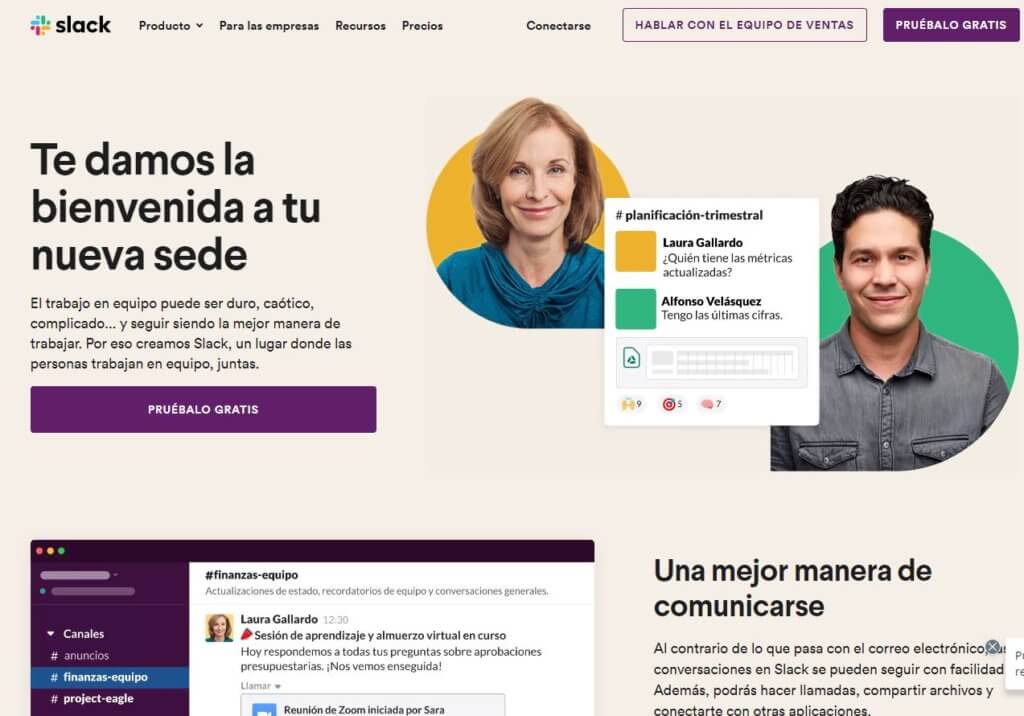 slack
Producto
Para las empresas
Recursos
Precios
Conectarse
HABLAR CON EL EQUIPO DE VENTAS
PRUÉBALO GRATIS
Te damos la
bienvenida a tu
nueva sede
El trabajo en equipo puede ser duro, caótico,
complicado... y seguir siendo la mejor manera de
trabajar. Por eso creamos Slack, un lugar donde las
personas trabajan en equipo, juntas.
PRUÉBALO GRATIS
# planificación-trimestral
Laura Gallardo
¿Quién tiene las métricas
actualizadas?
Alfonso Velásquez
Tengo las últimas cifras.
9
5
7
#finanzas-equipo
Actualizaciones de estado, recordatorios de equipo y conversaciones generales.
Canales
# anuncios
# finanzas-equipo
# project-eagle
Laura Gallardo 12:30
Sesión de aprendizaje y almuerzo virtual en curso
Hoy respondemos a todas tus preguntas sobre aprobaciones
presupuestarias. ¡Nos vemos enseguida!
Llamar
Reunión de Zoom iniciada por Sara
Una mejor manera de
comunicarse
Al contrario de lo que pasa con el correo electrónico,
conversaciones en Slack se pueden seguir con facilidad
Además, podrás hacer llamadas, compartir archivos y
conectarte con otras aplicaciones.